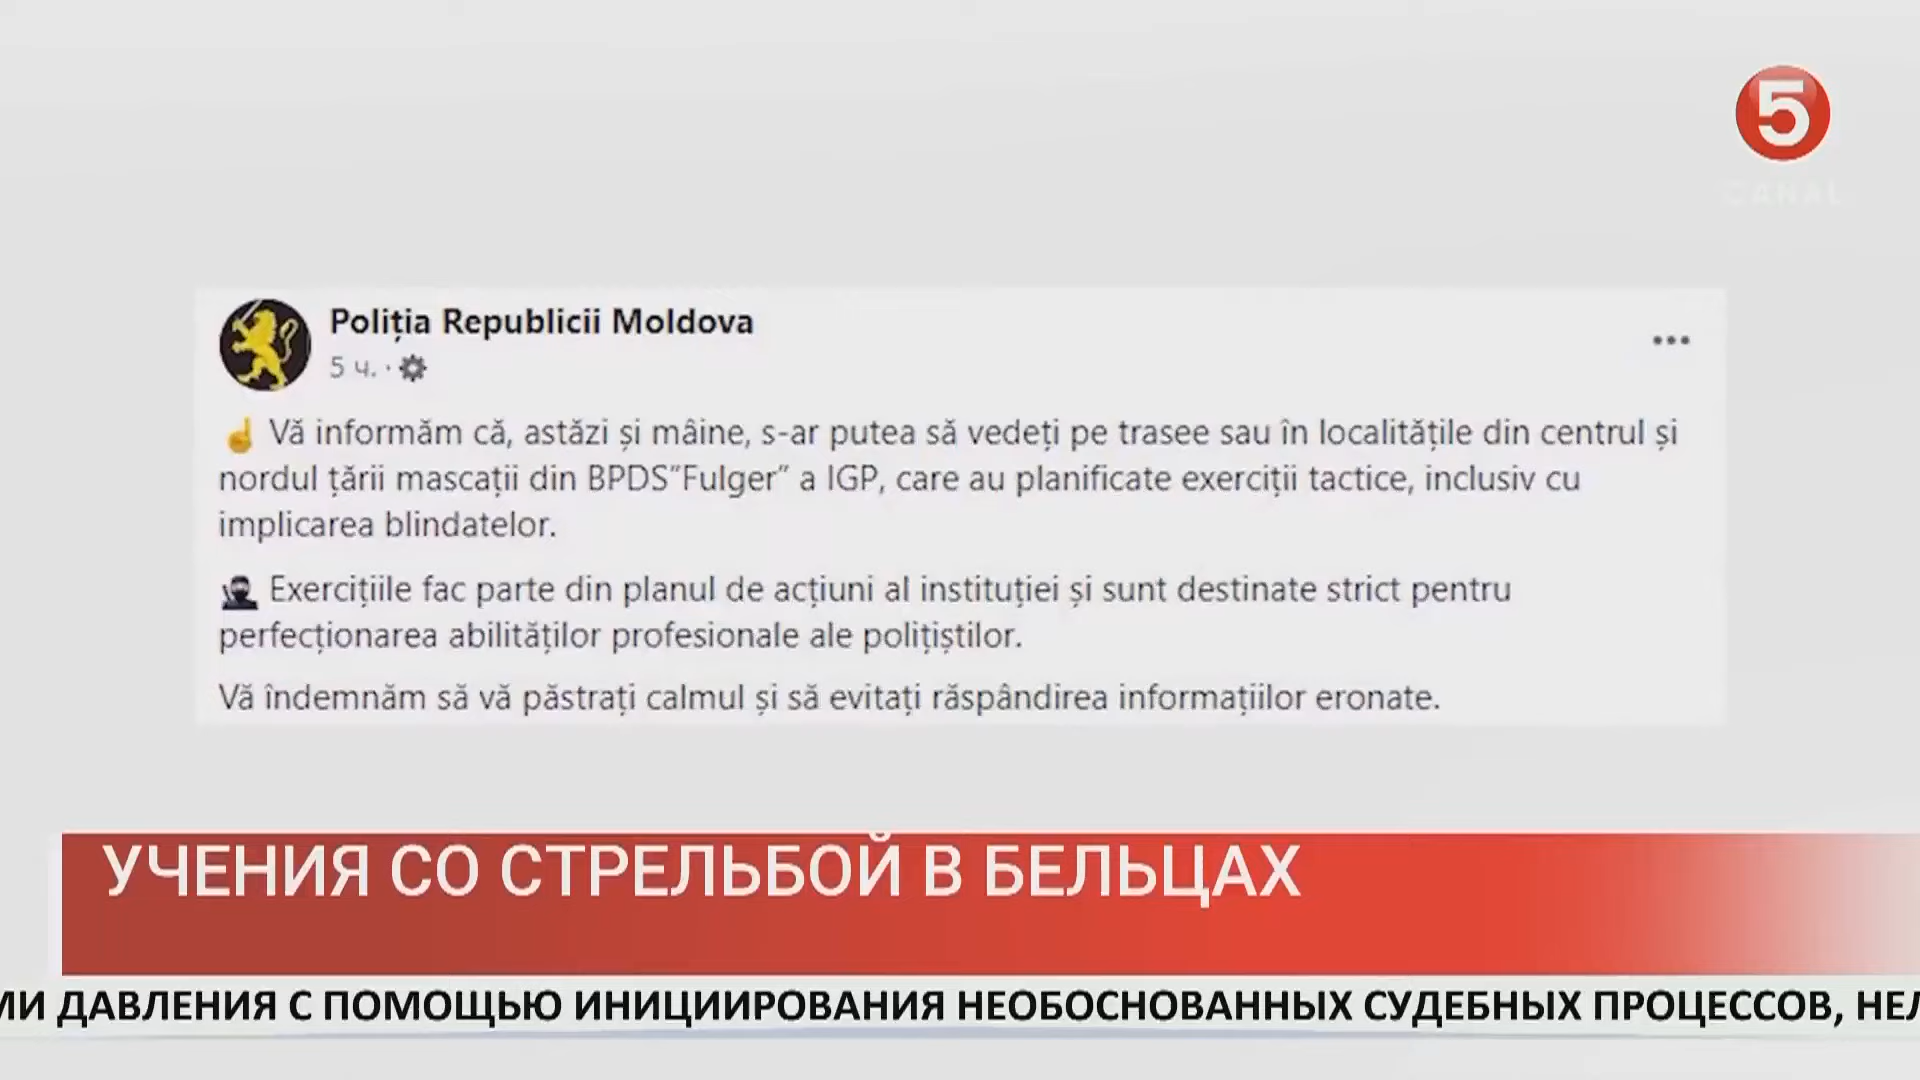 5
CANAL
Poliția Republicii Moldova
5 ч. ·
Vă informăm că, astăzi și mâine, s-ar putea să vedeți pe trasee sau în localitățile din centrul și
nordul țării mascații din BPDS”Fulger” a IGP, care au planificate exerciții tactice, inclusiv cu
implicarea blindatelor.
Exercițiile fac parte din planul de acțiuni al instituției și sunt destinate strict pentru
perfecționarea abilităților profesionale ale polițiștilor.
Vă îndemnăm să vă păstrați calmul și să evitați răspândirea informațiilor eronate.
УЧЕНИЯ СО СТРЕЛЬБОЙ В БЕЛЬЦАХ
МИ ДАВЛЕНИЯ С ПОМОЩЬЮ ИНИЦИИРОВАНИЯ НЕОБОСНОВАННЫХ СУДЕБНЫХ ПРОЦЕССОВ, НЕЛ